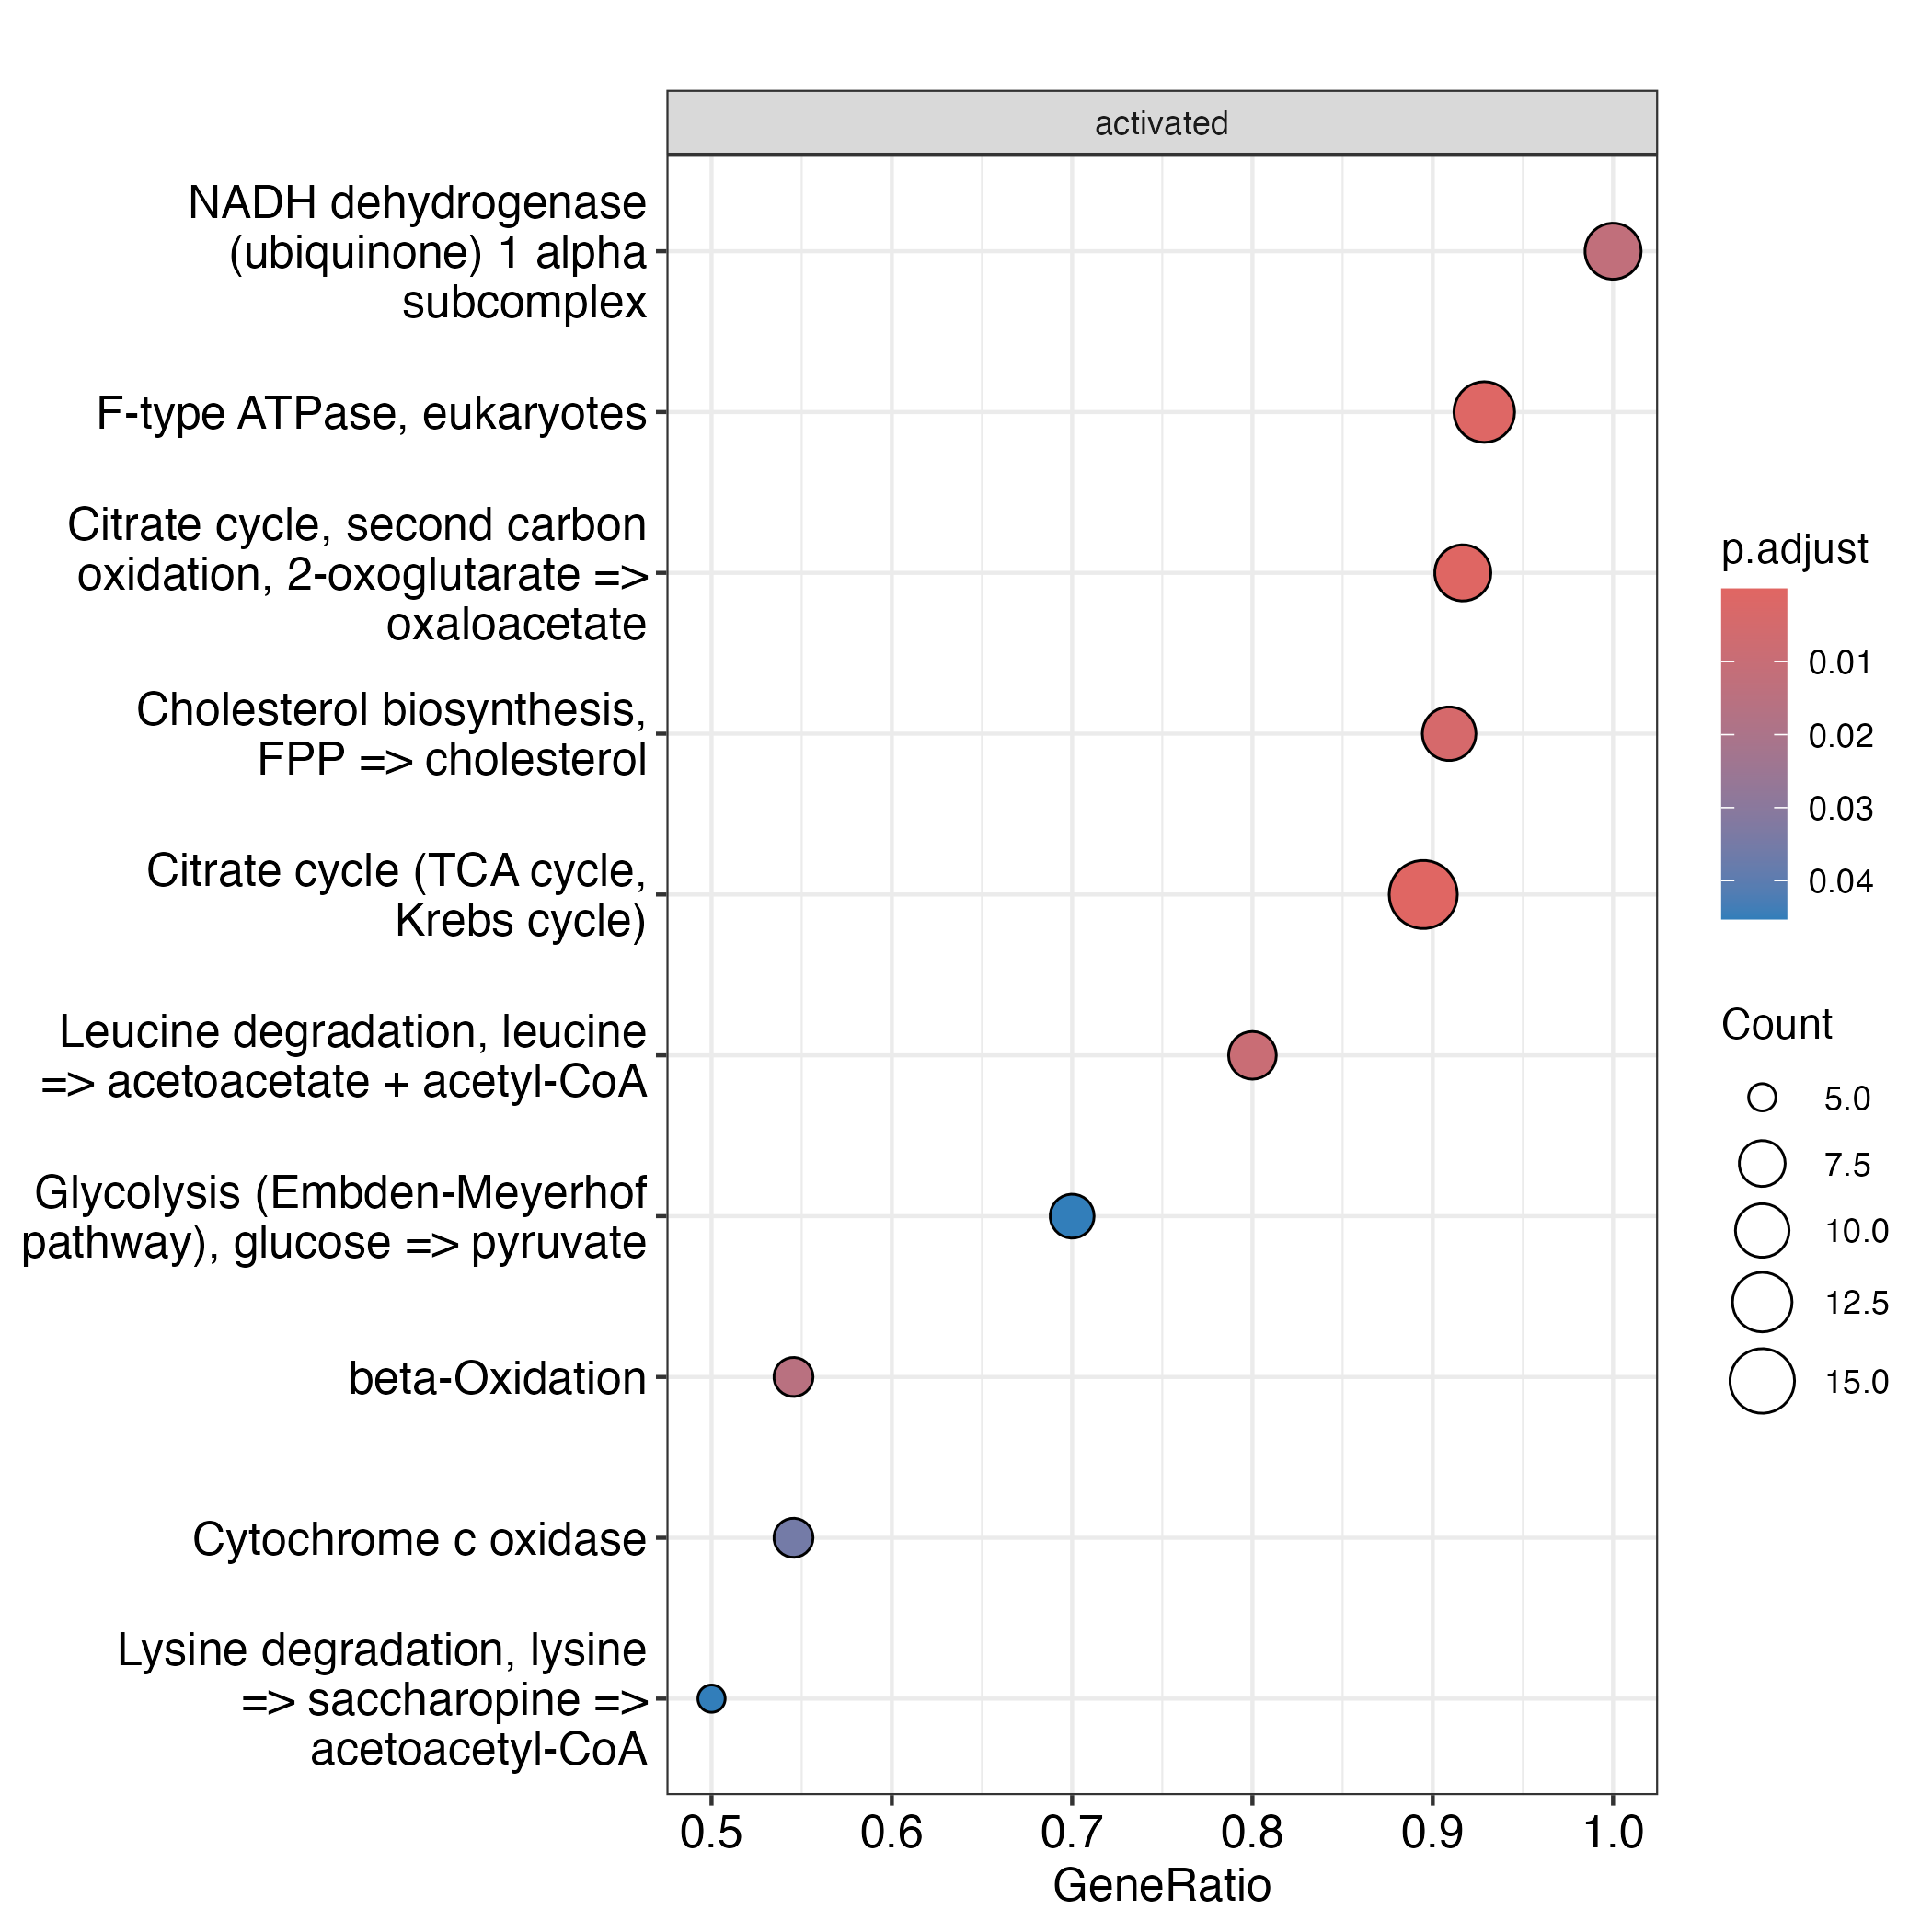 activated
NADH dehydrogenase
(ubiquinone) 1 alpha
subcomplex
F-type ATPase, eukaryotes
Citrate cycle, second carbon
oxidation, 2-oxoglutarate =>
oxaloacetate
Cholesterol biosynthesis,
FPP => cholesterol
Citrate cycle (TCA cycle,
Krebs cycle)
Leucine degradation, leucine
=> acetoacetate + acetyl-CoA
Glycolysis (Embden-Meyerhof
pathway), glucose => pyruvate
beta-Oxidation
Cytochrome c oxidase
Lysine degradation, lysine
=> saccharopine =>
acetoacetyl-CoA
0.5 0.6 0.7 0.8 0.9 1.0
GeneRatio
p.adjust
0.01
0.02
0.03
0.04
Count
5.0
7.5
10.0
12.5
15.0